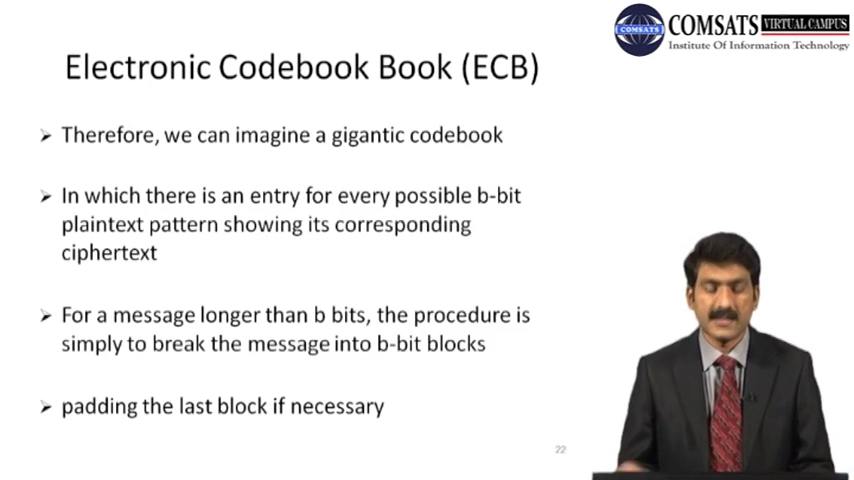 COMSATS VIRTUAL CAMPUS
COMSATS
Institute Of Information Technology
Electronic Codebook Book (ECB)
Therefore, we can imagine a gigantic codebook
In which there is an entry for every possible b-bit
plaintext pattern showing its corresponding
ciphertext
For a message longer than b bits, the procedure is
simply to break the message into b-bit blocks
padding the last block if necessary
22